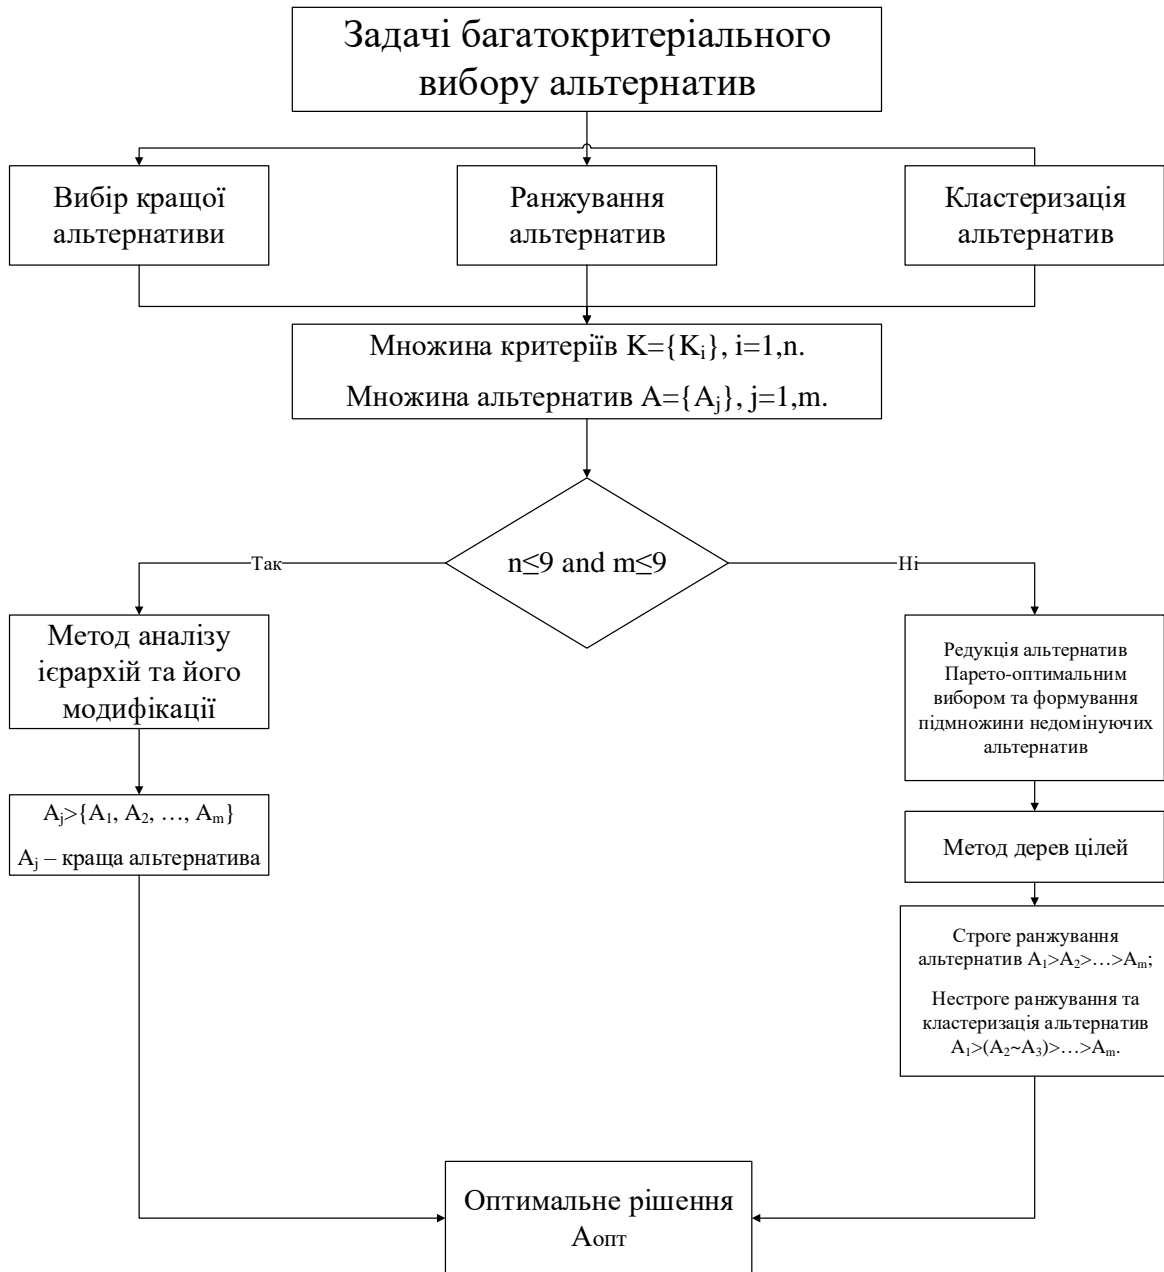 Задачі багатокритеріального
вибору альтернатив
Вибір кращої
альтернативи
Ранжування
альтернатив
Кластеризація
альтернатив
Множина критеріїв K={Kᵢ}, i=1,n.
Множина альтернатив A={Aⱼ}, j=1,m.
n≤9 and m≤9
Так
Ні
Метод аналізу
ієрархій та його
модифікації
Aⱼ>{A₁, A₂, …, Aₘ}
Aⱼ – краща альтернатива
Редукція альтернатив
Парето-оптимальним
вибором та формування
підмножини недомінуючих
альтернатив
Метод дерев цілей
Строге ранжування
альтернатив A₁>A₂>…>Aₘ;
Нестроге ранжування та
кластеризація альтернатив
A₁>(A₂~A₃)>…>Aₘ.
Оптимальне рішення
Aопт